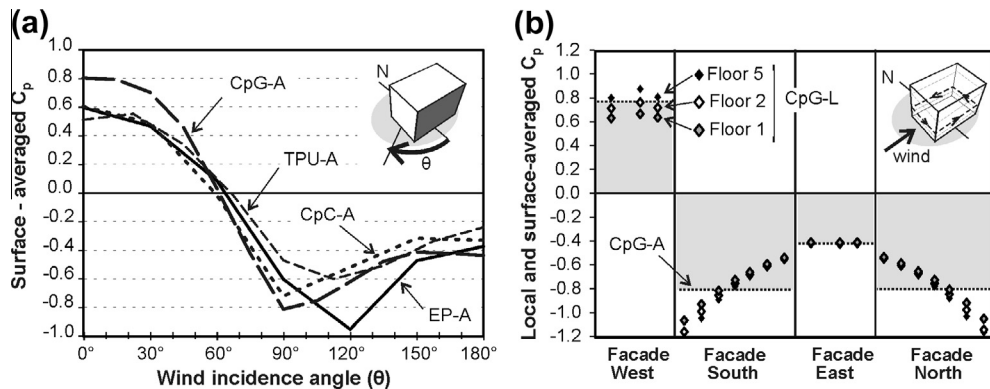 (a)
Surface - averaged Cp
1.0
0.8
0.6
0.4
0.2
0.0
-0.2
-0.4
-0.6
-0.8
-1.0
CpG-A
TPU-A
CpC-A
EP-A
N
θ
0° 30° 60° 90° 120° 150° 180°
Wind incidence angle (θ)
(b)
Local and surface-averaged Cp
1.2
1.0
0.8
0.6
0.4
0.2
0.0
-0.2
-0.4
-0.6
-0.8
-1.0
-1.2
Floor 5
Floor 2
Floor 1
CpG-L
N
wind
CpG-A
Facade West
Facade South
Facade East
Facade North